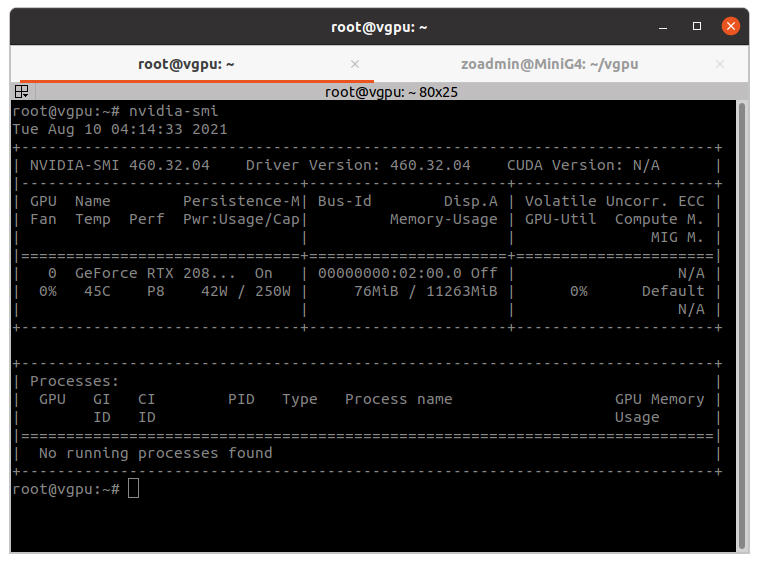 root@vgpu: ~
root@vgpu: ~ × zoadmin@MiniG4: ~/vgpu ×
root@vgpu: ~ 80x25
root@vgpu:~# nvidia-smi
Tue Aug 10 04:14:33 2021
+-----------------------------------------------------------------------------+
| NVIDIA-SMI 460.32.04    Driver Version: 460.32.04    CUDA Version: N/A      |
|-------------------------------+----------------------+----------------------+
| GPU  Name        Persistence-M| Bus-Id        Disp.A | Volatile Uncorr. ECC |
| Fan  Temp  Perf  Pwr:Usage/Cap|         Memory-Usage | GPU-Util  Compute M. |
|                               |                      |               MIG M. |
|===============================+======================+======================|
|   0  GeForce RTX 208...  On   | 00000000:02:00.0 Off |                  N/A |
|  0%   45C    P8    42W / 250W |     76MiB / 11263MiB |      0%      Default |
|                               |                      |                  N/A |
+-------------------------------+----------------------+----------------------+
+-----------------------------------------------------------------------------+
| Processes:                                                                  |
|  GPU   GI   CI        PID   Type   Process name                  GPU Memory |
|        ID   ID                                                   Usage      |
|=============================================================================|
|  No running processes found                                                 |
+-----------------------------------------------------------------------------+
root@vgpu:~#